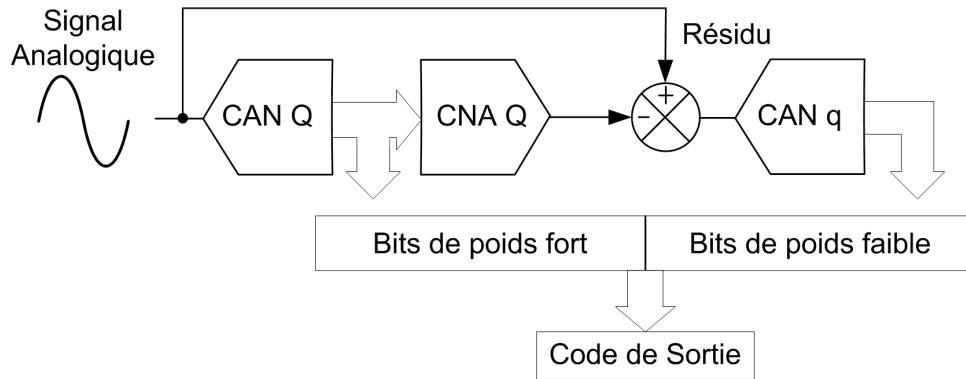 Signal
Analogique
Résidu
CAN Q
CNA Q
+
-
CAN q
Bits de poids fort
Bits de poids faible
Code de Sortie